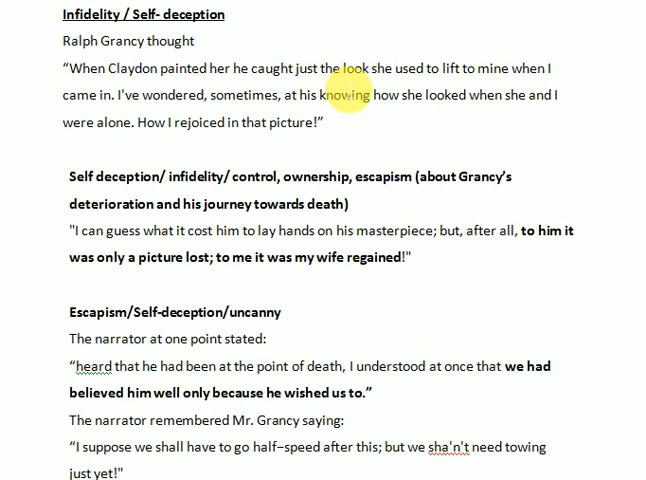 Infidelity / Self- deception
Ralph Grancy thought
“When Claydon painted her he caught just the look she used to lift to mine when I
came in. I've wondered, sometimes, at his knowing how she looked when she and I
were alone. How I rejoiced in that picture!”
Self deception/ infidelity/ control, ownership, escapism (about Grancy’s
deterioration and his journey towards death)
"I can guess what it cost him to lay hands on his masterpiece; but, after all, to him it
was only a picture lost; to me it was my wife regained!"
Escapism/Self-deception/uncanny
The narrator at one point stated:
“heard that he had been at the point of death, I understood at once that we had
believed him well only because he wished us to.”
The narrator remembered Mr. Grancy saying:
“I suppose we shall have to go half–speed after this; but we sha'n't need towing
just yet!"